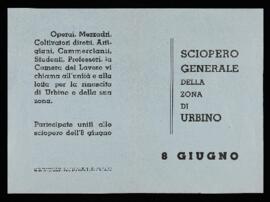 Operai, Mezzadri,
Coltivatori diretti, Arti-
giani, Commercianti,
Studenti, Professori, la
Camera del Lavoro vi
chiama all'unità e alla
lotta per la rinascita
di Urbino e della sua
zona.
Partecipate uniti allo
sciopero dell'8 giugno
SCIOPERO
GENERALE
DELLA
ZONA
DI
URBINO
8 GIUGNO